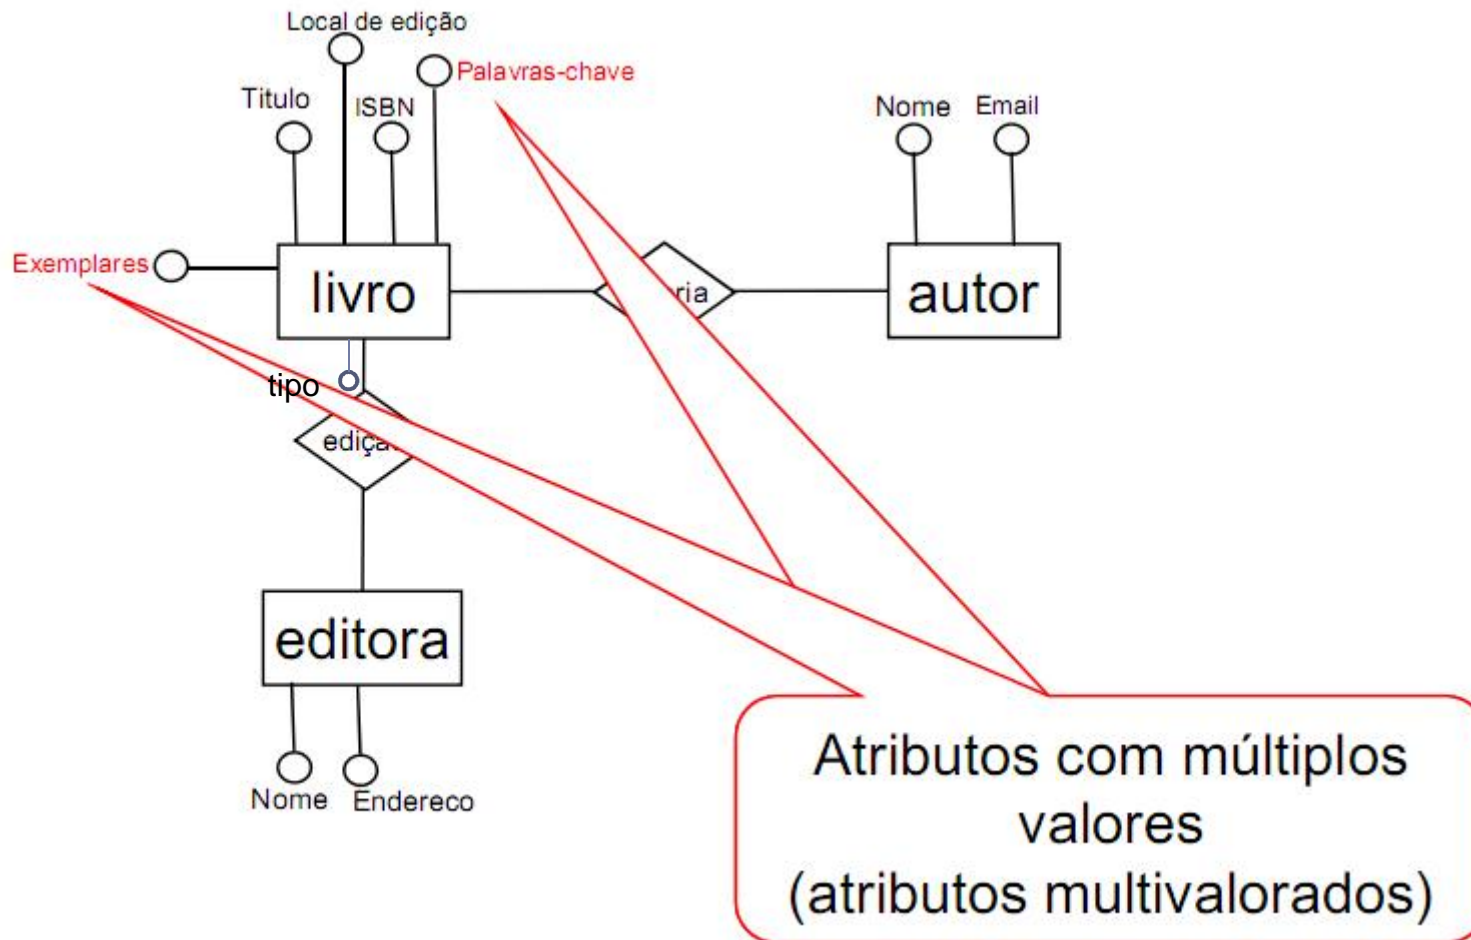 Local de edição
Palavras-chave
Titulo
ISBN
Nome
Email
Exemplares
livro
autor
tipo
editora
Nome
Endereco
Atributos com múltiplos
valores
(atributos multivalorados)